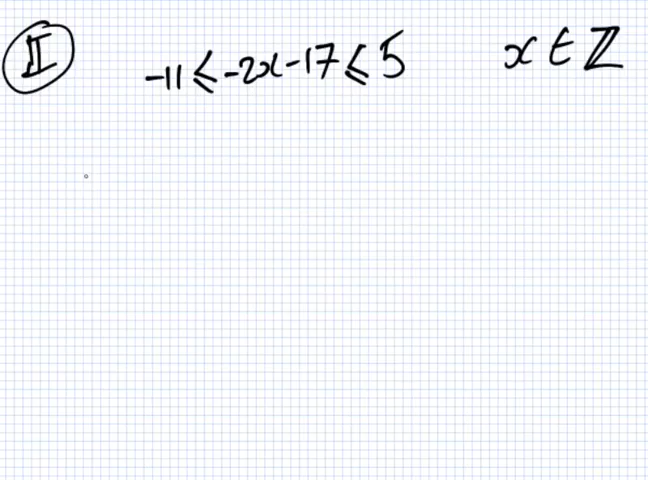 II -11 ≤ -2x - 17 ≤ 5 x ∈ ℤ